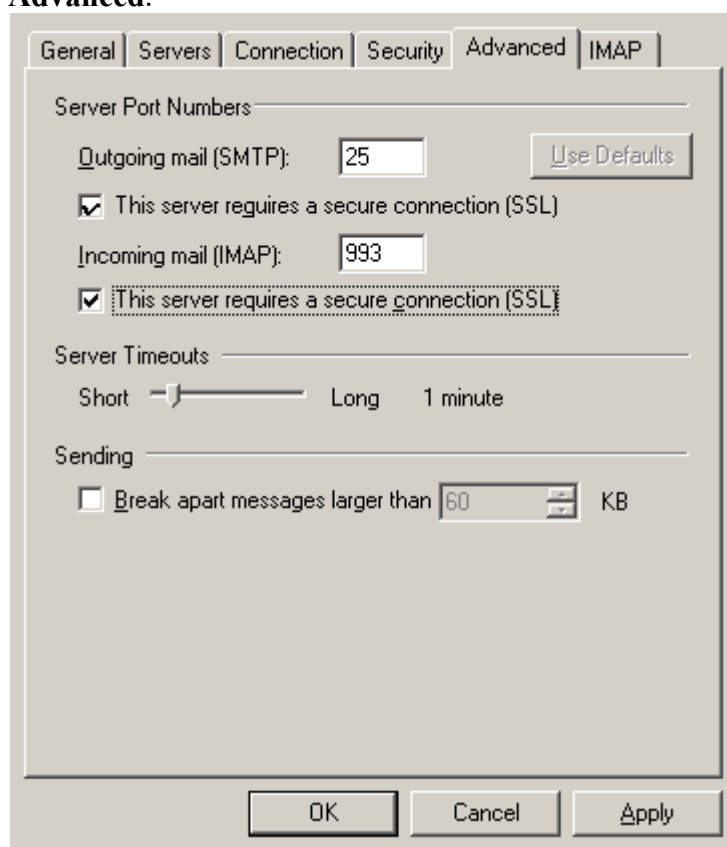 Advanced:
General Servers Connection Security Advanced IMAP
Server Port Numbers
Outgoing mail (SMTP): 25 Use Defaults
This server requires a secure connection (SSL)
Incoming mail (IMAP): 993
This server requires a secure connection (SSL)
Server Timeouts
Short Long 1 minute
Sending
Break apart messages larger than 60 KB
OK Cancel Apply